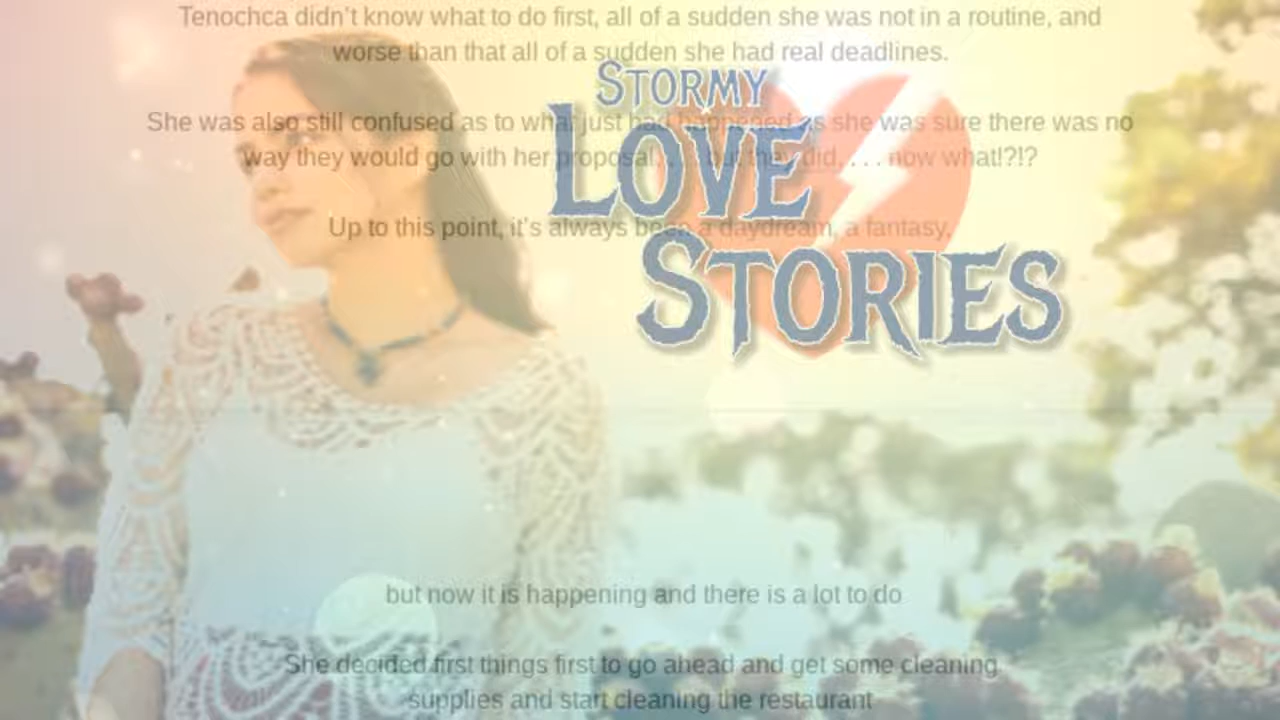 Tenochca didn't know what to do first, all of a sudden she was not in a routine, and
worse than that all of a sudden she had real deadlines.
STORMY
She was also still confused as to what just had happened as she was sure there was no
LOVE
way they would go with her proposal. . . but they did, . . . now what!?!?
Up to this point, it's always been a daydream, a fantasy,
STORIES
but now it is happening and there is a lot to do
She decided first things first to go ahead and get some cleaning
supplies and start cleaning the restaurant